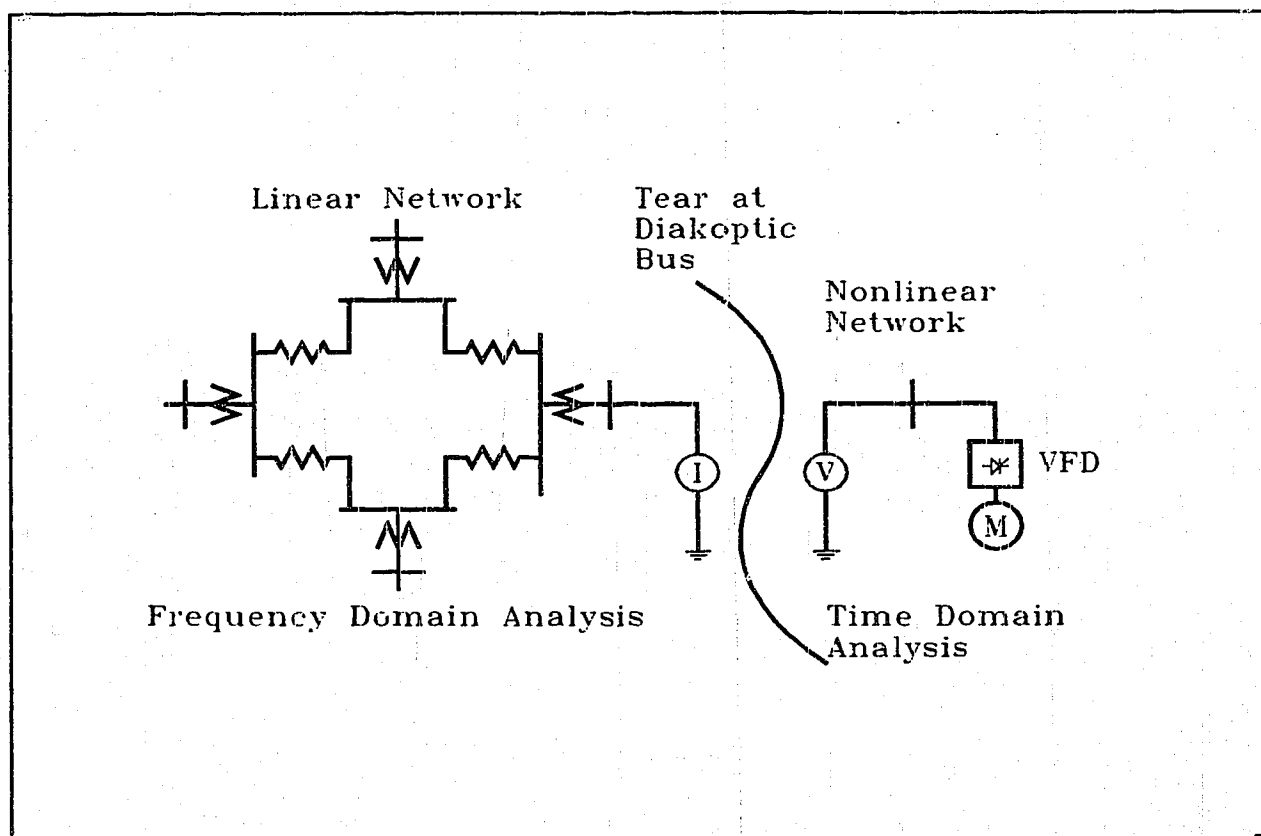 Linear Network
Tear at
Diakoptic
Bus
Nonlinear
Network
I
V
VFD
M
Frequency Domain Analysis
Time Domain
Analysis